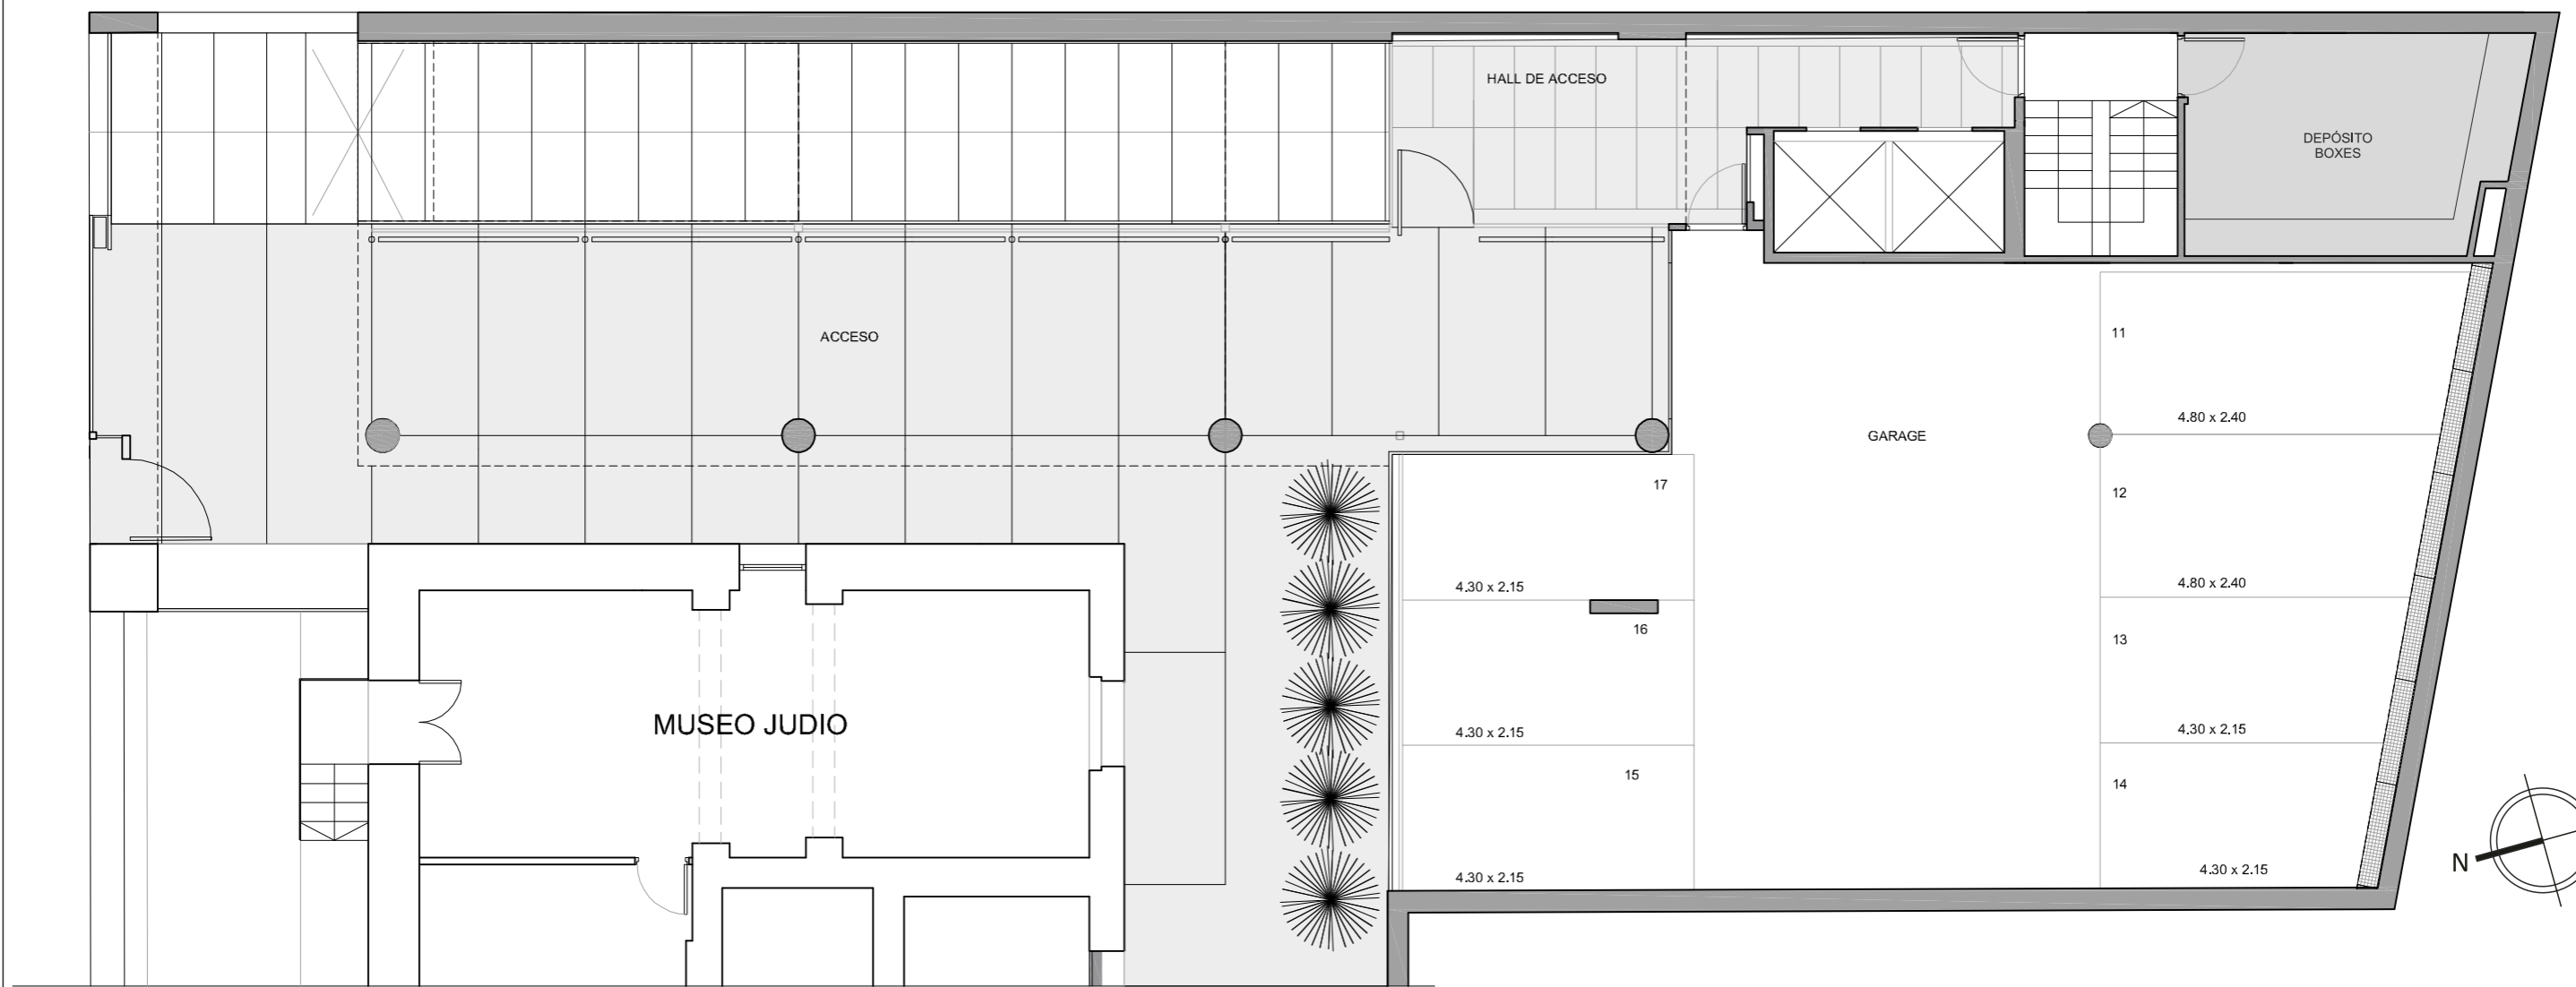 HALL DE ACCESO
DEPÓSITO
BOXES
ACCESO
11
4.80 x 2.40
GARAGE
17
12
4.30 x 2.15
4.80 x 2.40
16
13
MUSEO JUDIO
4.30 x 2.15
4.30 x 2.15
15
14
N
4.30 x 2.15
4.30 x 2.15